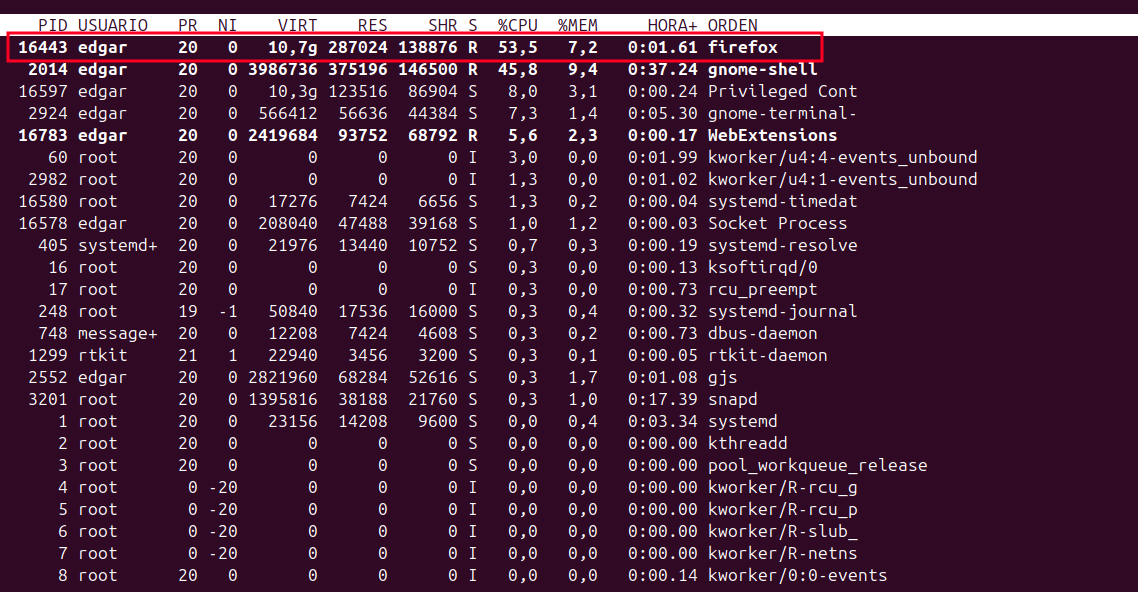 PID USUARIO PR NI VIRT RES SHR S %CPU %MEM HORA+ ORDEN
16443 edgar 20 0 10,7g 287024 138876 R 53,5 7,2 0:01.61 firefox
2014 edgar 20 0 3986736 375196 146500 R 45,8 9,4 0:37.24 gnome-shell
16597 edgar 20 0 10,3g 123516 86904 S 8,0 3,1 0:00.24 Privileged Cont
2924 edgar 20 0 566412 56636 44384 S 7,3 1,4 0:05.30 gnome-terminal-
16783 edgar 20 0 2419684 93752 68792 R 5,6 2,3 0:00.17 WebExtensions
60 root 20 0 0 0 0 I 3,0 0,0 0:01.99 kworker/u4:4-events_unbound
2982 root 20 0 0 0 0 I 1,3 0,0 0:01.02 kworker/u4:1-events_unbound
16580 root 20 0 17276 7424 6656 S 1,3 0,2 0:00.04 systemd-timedat
16578 edgar 20 0 208040 47488 39168 S 1,0 1,2 0:00.03 Socket Process
405 systemd+ 20 0 21976 13440 10752 S 0,7 0,3 0:00.19 systemd-resolve
16 root 20 0 0 0 0 S 0,3 0,0 0:00.13 ksoftirqd/0
17 root 20 0 0 0 0 I 0,3 0,0 0:00.73 rcu_preempt
248 root 19 -1 50840 17536 16000 S 0,3 0,4 0:00.32 systemd-journal
748 message+ 20 0 12208 7424 4608 S 0,3 0,2 0:00.73 dbus-daemon
1299 rtkit 21 1 22940 3456 3200 S 0,3 0,1 0:00.05 rtkit-daemon
2552 edgar 20 0 2821960 68284 52616 S 0,3 1,7 0:01.08 gjs
3201 root 20 0 1395816 38188 21760 S 0,3 1,0 0:17.39 snapd
1 root 20 0 23156 14208 9600 S 0,0 0,4 0:03.34 systemd
2 root 20 0 0 0 0 S 0,0 0,0 0:00.00 kthreadd
3 root 20 0 0 0 0 S 0,0 0,0 0:00.00 pool_workqueue_release
4 root 0 -20 0 0 0 I 0,0 0,0 0:00.00 kworker/R-rcu_g
5 root 0 -20 0 0 0 I 0,0 0,0 0:00.00 kworker/R-rcu_p
6 root 0 -20 0 0 0 I 0,0 0,0 0:00.00 kworker/R-slub_
7 root 0 -20 0 0 0 I 0,0 0,0 0:00.00 kworker/R-netns
8 root 20 0 0 0 0 I 0,0 0,0 0:00.14 kworker/0:0-events